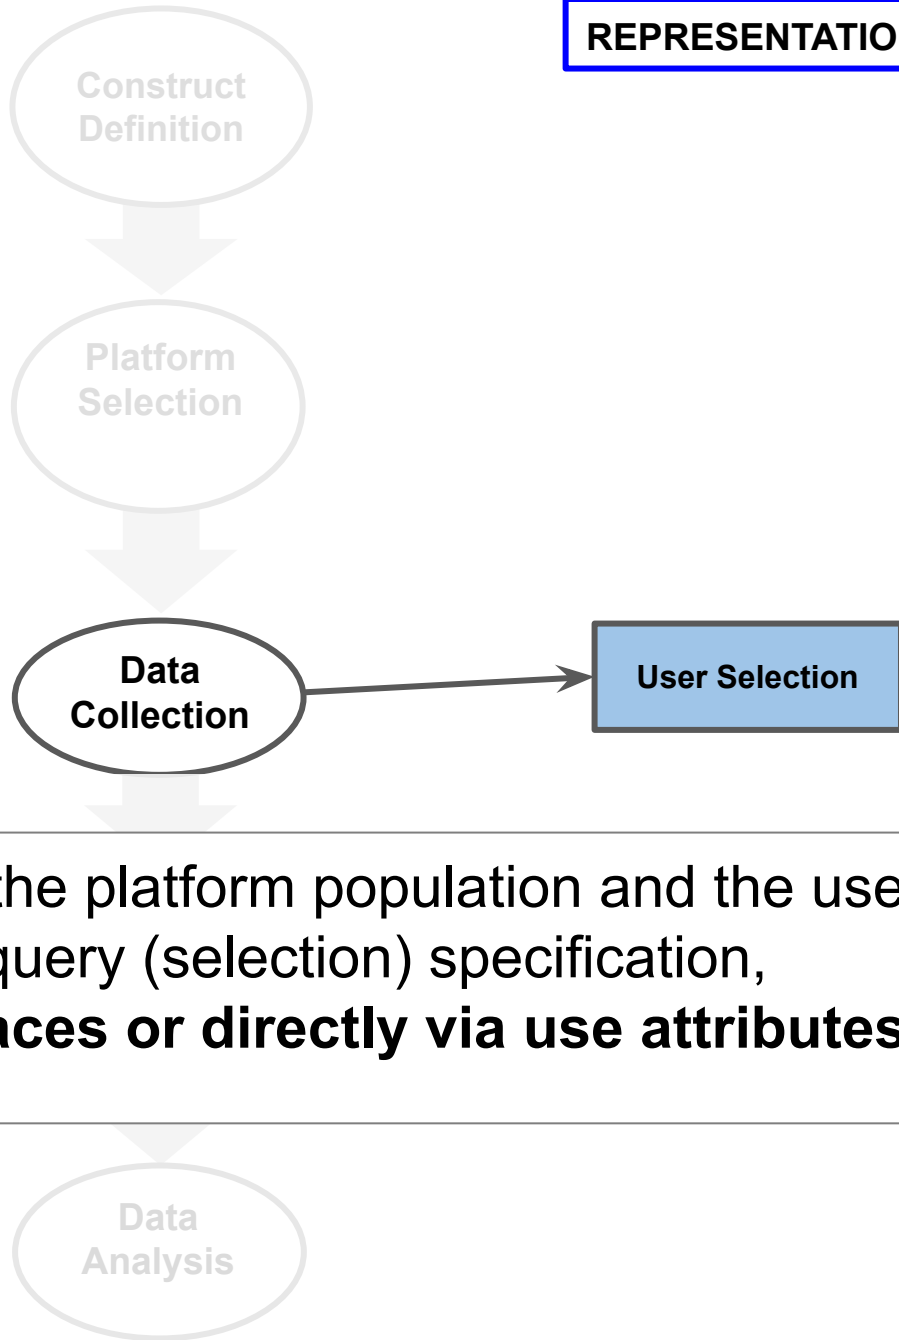 REPRESENTATIO
Construct
Definition
Platform
Selection
Data
Collection
User Selection
the platform population and the use
query (selection) specification,
aces or directly via use attributes
Data
Analysis